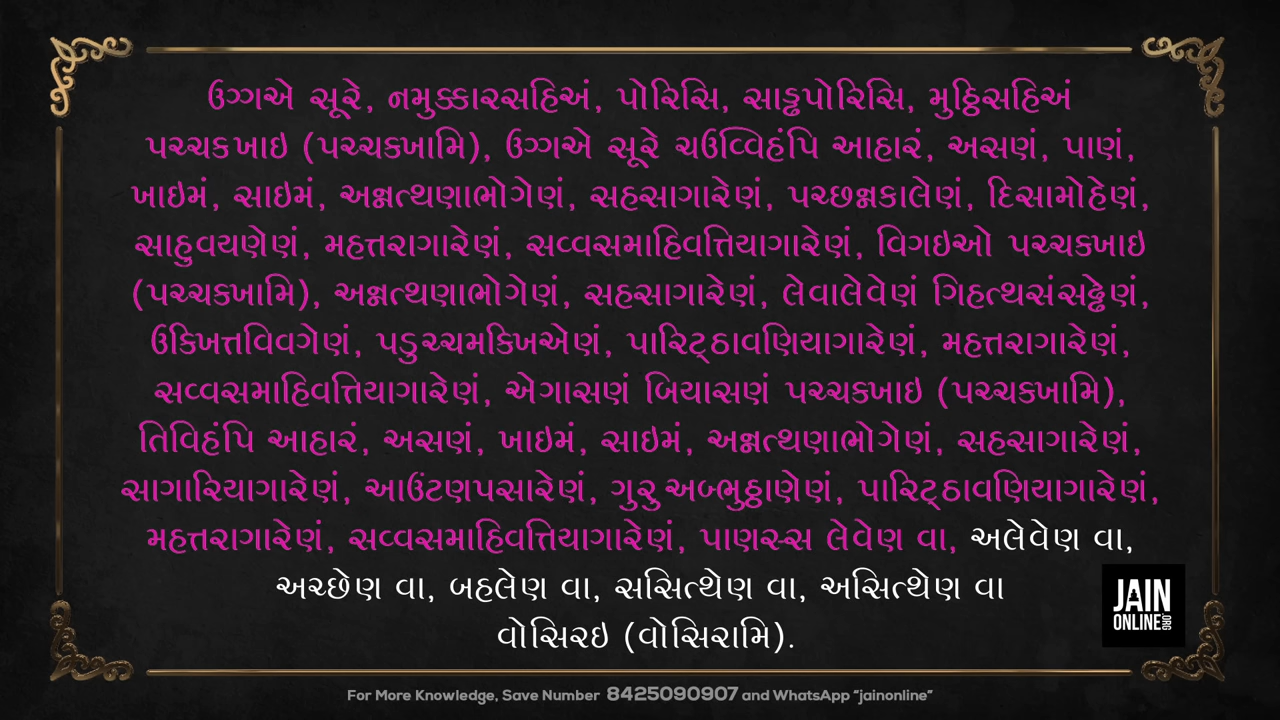 ઉગ્ગએ સૂરે, નમુક્કારસહિઅં, પોરિસિ, સાડ્ઢપોરિસિ, મુઠ્ઠિસહિઅં
પચ્ચક્ખાઇ (પચ્ચક્ખામિ), ઉગ્ગએ સૂરે ચઉવ્વિહંપિ આહારં, અસણં, પાણં,
ખાઇમં, સાઇમં, અન્નત્થણાભોગેણં, સહસાગારેણં, પચ્છન્નકાલેણં, દિસામોહેણં,
સાહુવયણેણં, મહત્તરાગારેણં, સવ્વસમાહિવત્તિયાગારેણં, વિગઇઓ પચ્ચક્ખાઇ
(પચ્ચક્ખામિ), અન્નત્થણાભોગેણં, સહસાગારેણં, લેવાલેવેણં ગિહત્થસંસઢ્ઢેણં,
ઉક્ખિત્તવિવગેણં, પડુચ્ચમક્ખિએણં, પારિટ્ઠાવણિયાગારેણં, મહત્તરાગારેણં,
સવ્વસમાહિવત્તિયાગારેણં, એગાસણં બિયાસણં પચ્ચક્ખાઇ (પચ્ચક્ખામિ),
તિવિહંપિ આહારં, અસણં, ખાઇમં, સાઇમં, અન્નત્થણાભોગેણં, સહસાગારેણં,
સાગારિયાગારેણં, આઉંટણપસારેણં, ગુરુ અબ્ભુઠ્ઠાણેણં, પારિટ્ઠાવણિયાગારેણં,
મહત્તરાગારેણં, સવ્વસમાહિવત્તિયાગારેણં, પાણસ્સ લેવેણ વા, અલેવેણ વા,
અચ્છેણ વા, બહલેણ વા, સસિત્થેણ વા, અસિત્થેણ વા
વોસિરઇ (વોસિરામિ).
JAIN
ONLINE.ORG
For More Knowledge, Save Number 8425090907 and WhatsApp "jainonline"